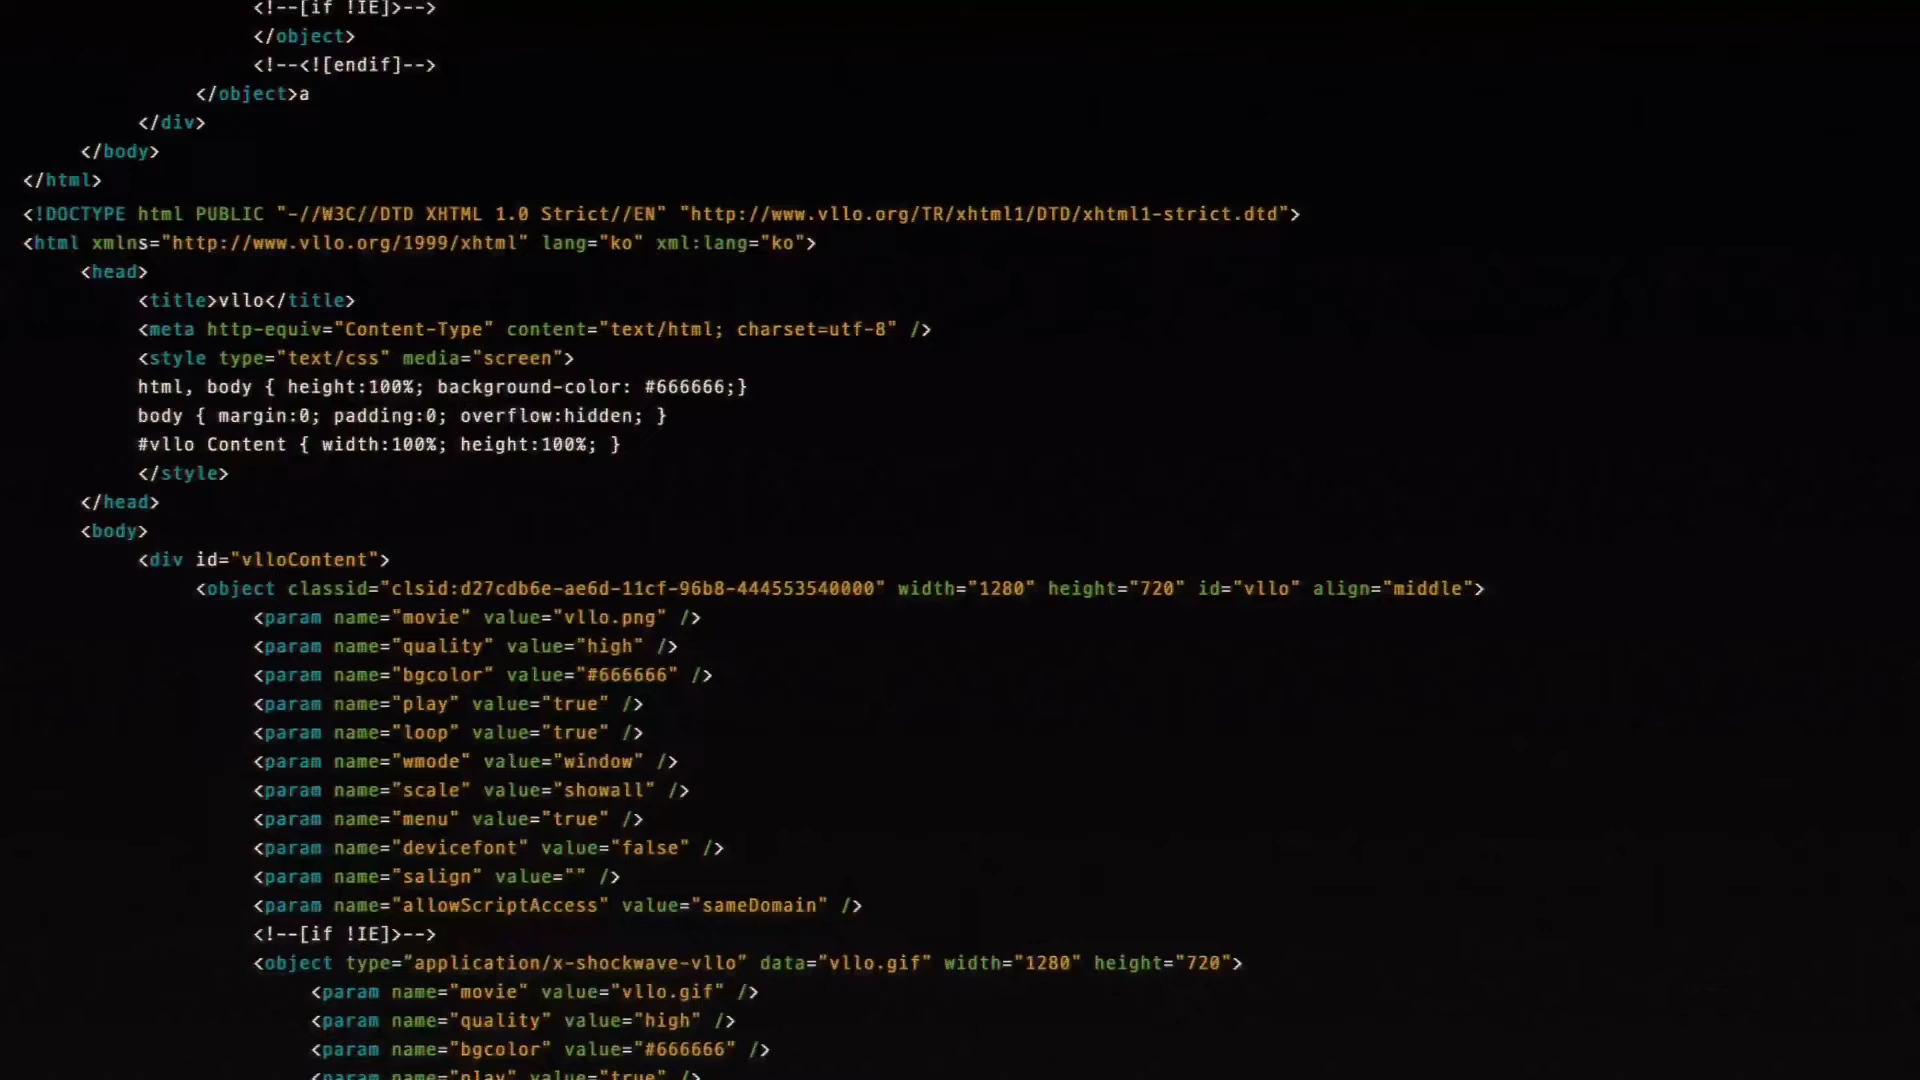 <!--[if !IE]>-->
</object>
<!--<![endif]-->
</object>a
</div>
</body>
</html>
<!DOCTYPE html PUBLIC "-//W3C//DTD XHTML 1.0 Strict//EN" "http://www.vllo.org/TR/xhtml1/DTD/xhtml1-strict.dtd">
<html xmlns="http://www.vllo.org/1999/xhtml" lang="ko" xml:lang="ko">
<head>
<title>vllo</title>
<meta http-equiv="Content-Type" content="text/html; charset=utf-8" />
<style type="text/css" media="screen">
html, body { height:100%; background-color: #666666;}
body { margin:0; padding:0; overflow:hidden; }
#vllo Content { width:100%; height:100%; }
</style>
</head>
<body>
<div id="vlloContent">
<object classid="clsid:d27cdb6e-ae6d-11cf-96b8-444553540000" width="1280" height="720" id="vllo" align="middle">
<param name="movie" value="vllo.png" />
<param name="quality" value="high" />
<param name="bgcolor" value="#666666" />
<param name="play" value="true" />
<param name="loop" value="true" />
<param name="wmode" value="window" />
<param name="scale" value="showall" />
<param name="menu" value="true" />
<param name="devicefont" value="false" />
<param name="salign" value="" />
<param name="allowScriptAccess" value="sameDomain" />
<!--[if !IE]>-->
<object type="application/x-shockwave-vllo" data="vllo.gif" width="1280" height="720">
<param name="movie" value="vllo.gif" />
<param name="quality" value="high" />
<param name="bgcolor" value="#666666" />
<param name="play" value="true" />